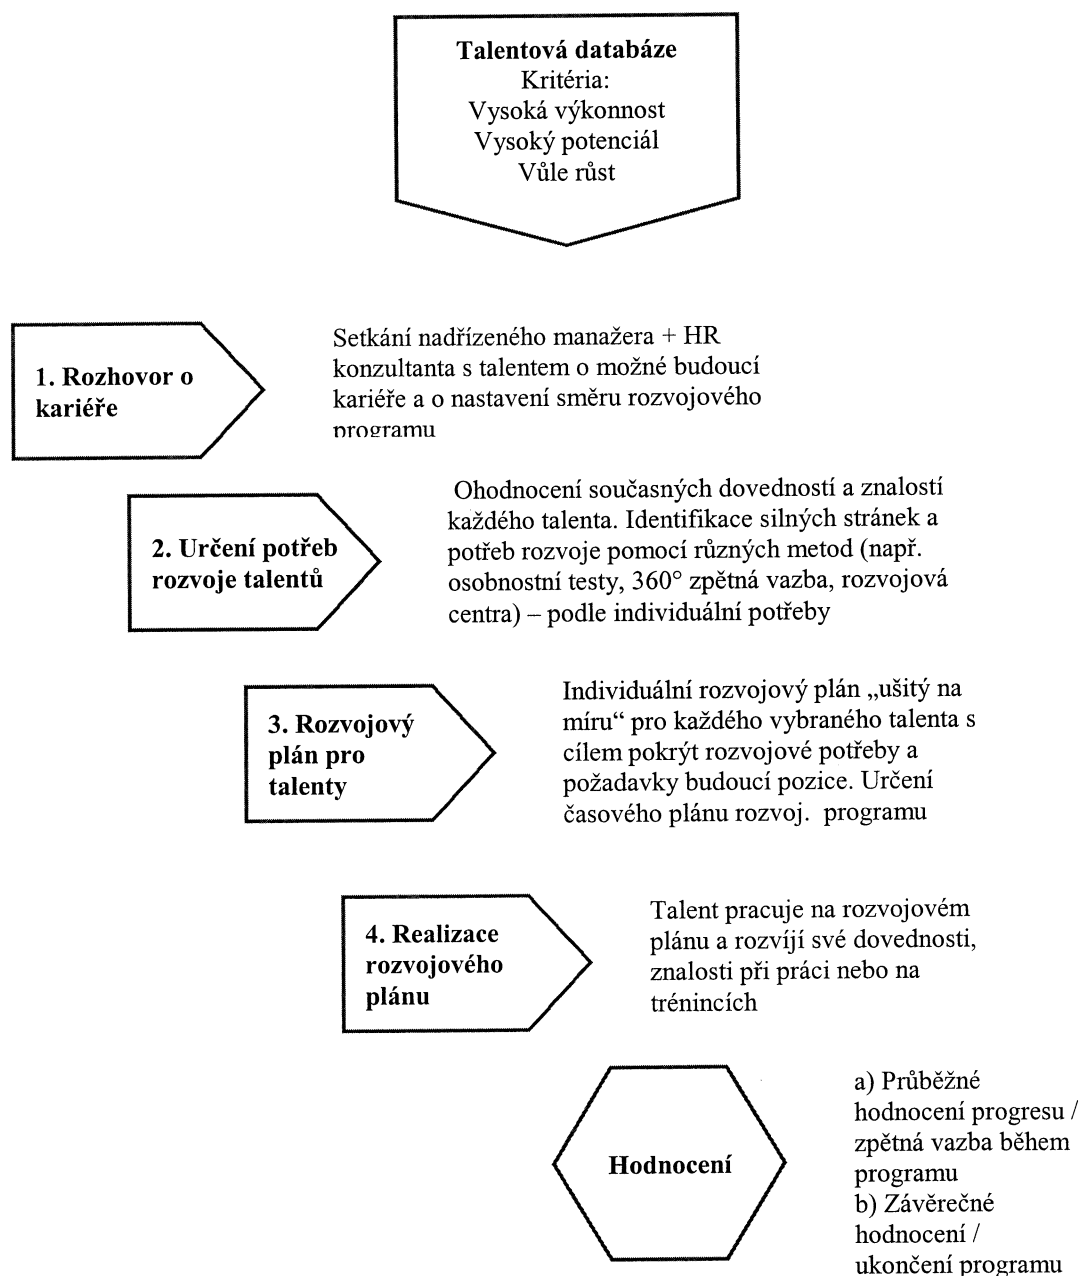 Talentová databáze
Kritéria:
Vysoká výkonnost
Vysoký potenciál
Vůle růst
1. Rozhovor o
kariéře
Setkání nadřízeného manažera + HR
konzultanta s talentem o možné budoucí
kariéře a o nastavení směru rozvojového
programu
2. Určení potřeb
rozvoje talentů
Ohodnocení současných dovedností a znalostí
každého talenta. Identifikace silných stránek a
potřeb rozvoje pomocí různých metod (např.
osobnostní testy, 360° zpětná vazba, rozvojová
centra) – podle individuální potřeby
3. Rozvojový
plán pro
talenty
Individuální rozvojový plán „ušitý na
míru“ pro každého vybraného talenta s
cílem pokrýt rozvojové potřeby a
požadavky budoucí pozice. Určení
časového plánu rozvoj.  programu
4. Realizace
rozvojového
plánu
Talent pracuje na rozvojovém
plánu a rozvíjí své dovednosti,
znalosti při práci nebo na
trénincích
Hodnocení
a) Průběžné
hodnocení progresu /
zpětná vazba během
programu
b) Závěrečné
hodnocení /
ukončení programu